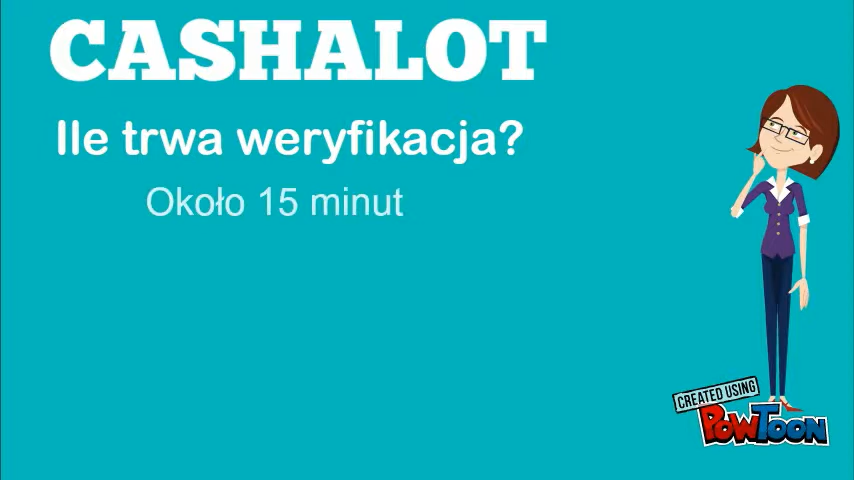 CASHALOT
Ile trwa weryfikacja?
Około 15 minut
CREATED USING
POWTOON